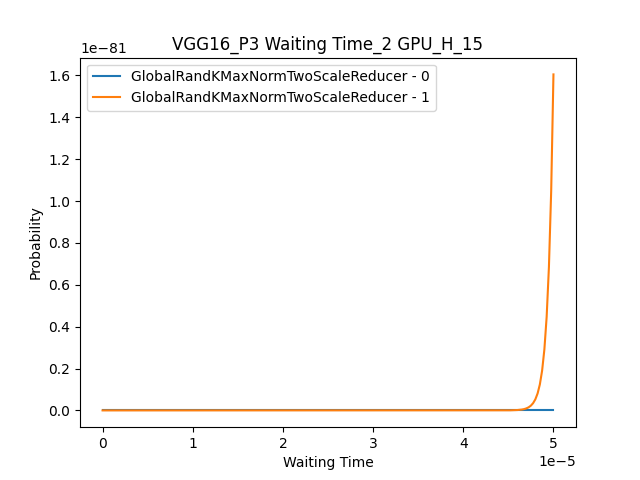 VGG16_P3 Waiting Time_2 GPU_H_15
1e−81
GlobalRandKMaxNormTwoScaleReducer - 0
GlobalRandKMaxNormTwoScaleReducer - 1
1.6
1.4
1.2
1.0
0.8
0.6
0.4
0.2
0.0
Probability
0 1 2 3 4 5
1e−5
Waiting Time